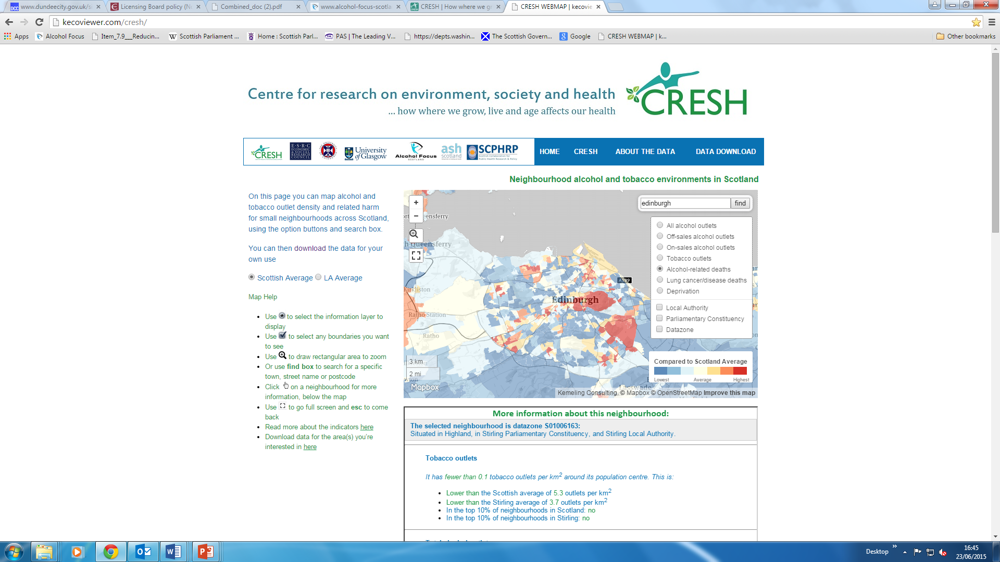 www.dundeecity.gov.uk/s
Licensing Board policy (N
Combined_doc (2).pdf
www.alcohol-focus-scotla
CRESH | How where we g
CRESH WEBMAP | kecovie
kecoviewer.com/cresh/
Apps
Alcohol Focus
Item_7.9___Reducin...
Scottish Parliament ...
Home : Scottish Parl...
PAS | The Leading V...
https://depts.washin...
The Scottish Govern...
Google
CRESH WEBMAP | k...
Other bookmarks
Centre for research on environment, society and health
... how where we grow, live and age affects our health
CRESH
CRESH
E·S·R·C
ECONOMIC
& SOCIAL
RESEARCH
COUNCIL
University
of Glasgow
Alcohol Focus
SCOTLAND
ash
scotland
SCPHRP
Scottish Collaboration for
Public Health Research & Policy
HOME
CRESH
ABOUT THE DATA
DATA DOWNLOAD
Neighbourhood alcohol and tobacco environments in Scotland
On this page you can map alcohol and
tobacco outlet density and related harm
for small neighbourhoods across Scotland,
using the option buttons and search box.
You can then download the data for your
own use
Scottish Average LA Average
Map Help
Use to select the information layer to
display
Use to select any boundaries you want
to see
Use to draw rectangular area to zoom
Or use find box to search for a specific
town, street name or postcode
Click on a neighbourhood for more
information, below the map
Use to go full screen and esc to come
back
Read more about the indicators here
Download data for the area(s) you're
interested in here
+
−
ensferry
h Queensferry
Kirkliston
Ratho Station
Ratho
Edinburgh
A199
Lasswade
3 km
2 mi
Mapbox
edinburgh
find
All alcohol outlets
Off-sales alcohol outlets
On-sales alcohol outlets
Tobacco outlets
Alcohol-related deaths
Lung cancer/disease deaths
Deprivation
Local Authority
Parliamentary Constituency
Datazone
Compared to Scotland Average
Lowest Average Highest
Kemeling Consulting, © Mapbox © OpenStreetMap Improve this map
More information about this neighbourhood:
The selected neighbourhood is datazone S01006163:
Situated in Highland, in Stirling Parliamentary Constituency, and Stirling Local Authority.
Tobacco outlets
It has fewer than 0.1 tobacco outlets per km2 around its population centre. This is:
Lower than the Scottish average of 5.3 outlets per km2
Lower than the Stirling average of 3.7 outlets per km2
In the top 10% of neighbourhoods in Scotland: no
In the top 10% of neighbourhoods in Stirling: no
Desktop
16:45
23/06/2015